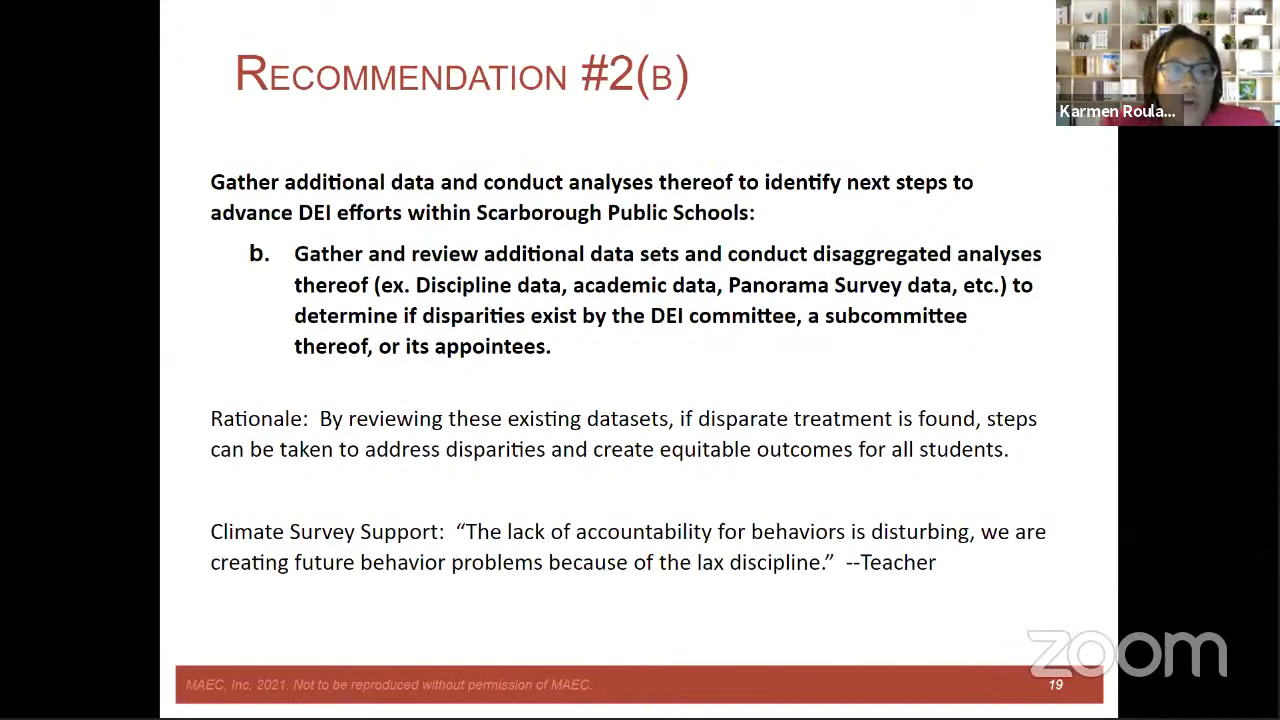 RECOMMENDATION #2(B)
Karmen Roula...
Gather additional data and conduct analyses thereof to identify next steps to
advance DEI efforts within Scarborough Public Schools:
b. Gather and review additional data sets and conduct disaggregated analyses
thereof (ex. Discipline data, academic data, Panorama Survey data, etc.) to
determine if disparities exist by the DEI committee, a subcommittee
thereof, or its appointees.
Rationale: By reviewing these existing datasets, if disparate treatment is found, steps
can be taken to address disparities and create equitable outcomes for all students.
Climate Survey Support: “The lack of accountability for behaviors is disturbing, we are
creating future behavior problems because of the lax discipline.” --Teacher
zoom
MAEC, Inc. 2021. Not to be reproduced without permission of MAEC.
19